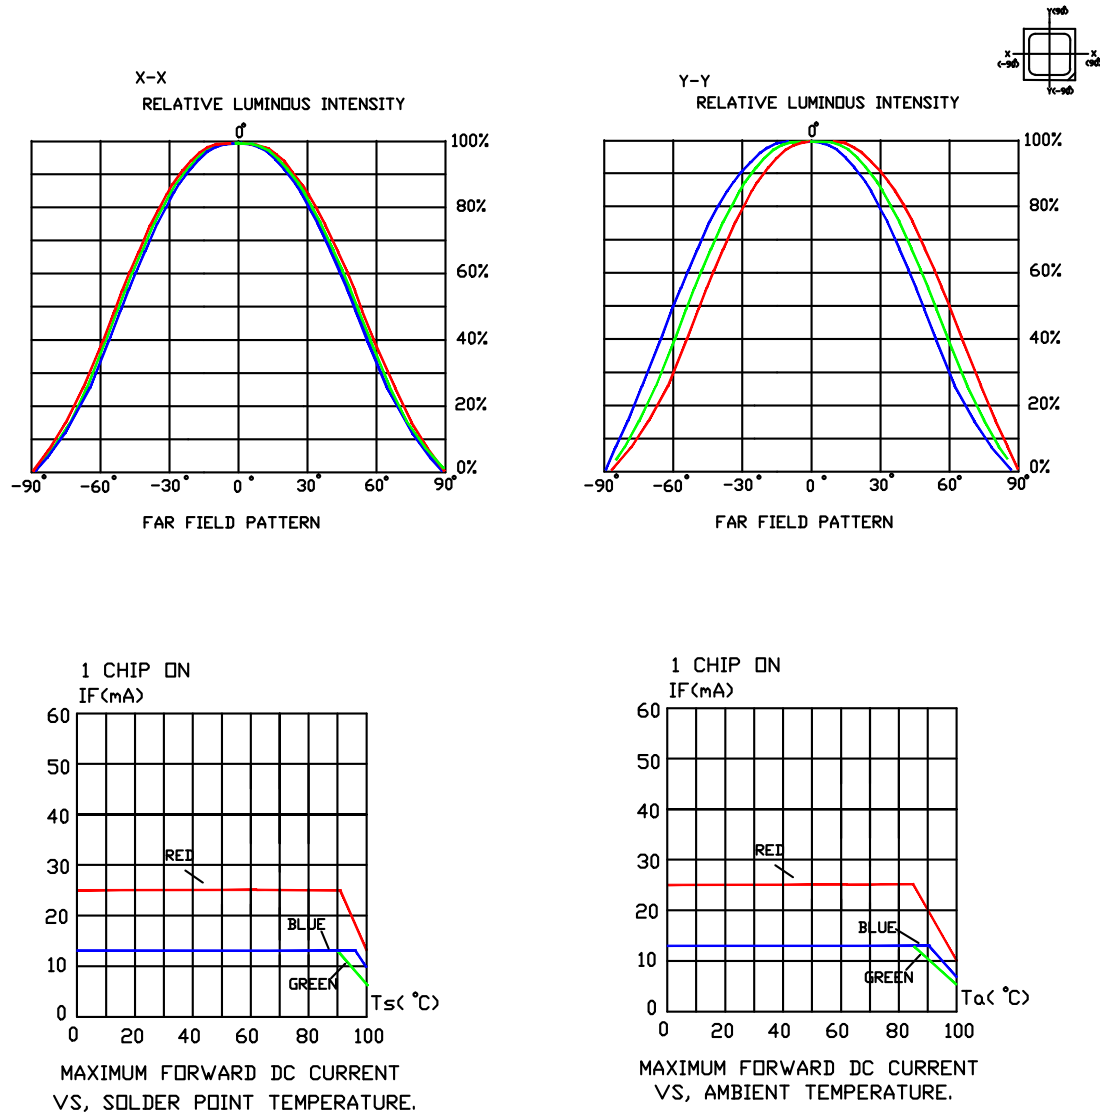 Y(90°)
X X
(-90°) (90°)
Y(-90°)
X-X
RELATIVE LUMINOUS INTENSITY
0°
100%
80%
60%
40%
20%
0%
-90° -60° -30° 0° 30° 60° 90°
FAR FIELD PATTERN
Y-Y
RELATIVE LUMINOUS INTENSITY
0°
100%
80%
60%
40%
20%
0%
-90° -60° -30° 0° 30° 60° 90°
FAR FIELD PATTERN
1 CHIP ON
IF(mA)
60
50
40
30
RED
20
BLUE
10
GREEN
0
Ts(°C)
0 20 40 60 80 100
MAXIMUM FORWARD DC CURRENT
VS, SOLDER POINT TEMPERATURE.
1 CHIP ON
IF(mA)
60
50
40
30
RED
20
BLUE
10
GREEN
0
Ta(°C)
0 20 40 60 80 100
MAXIMUM FORWARD DC CURRENT
VS, AMBIENT TEMPERATURE.